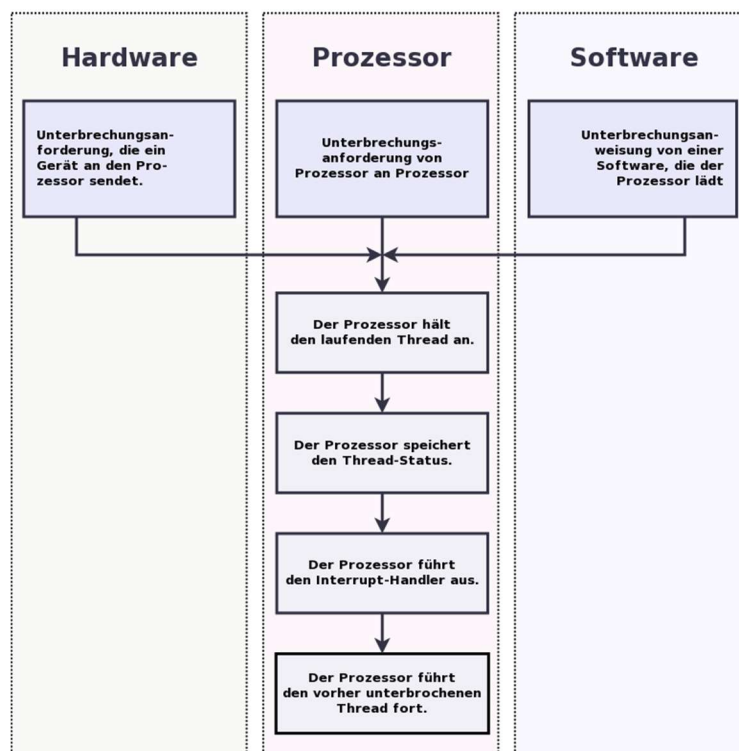 Hardware
Prozessor
Software
Unterbrechungsan-
forderung, die ein
Gerät an den Pro-
zessor sendet.
Unterbrechungs-
anforderung von
Prozessor an Prozessor
Unterbrechungsan-
weisung von einer
Software, die der
Prozessor lädt
Der Prozessor hält
den laufenden Thread an.
Der Prozessor speichert
den Thread-Status.
Der Prozessor führt
den Interrupt-Handler aus.
Der Prozessor führt
den vorher unterbrochenen
Thread fort.